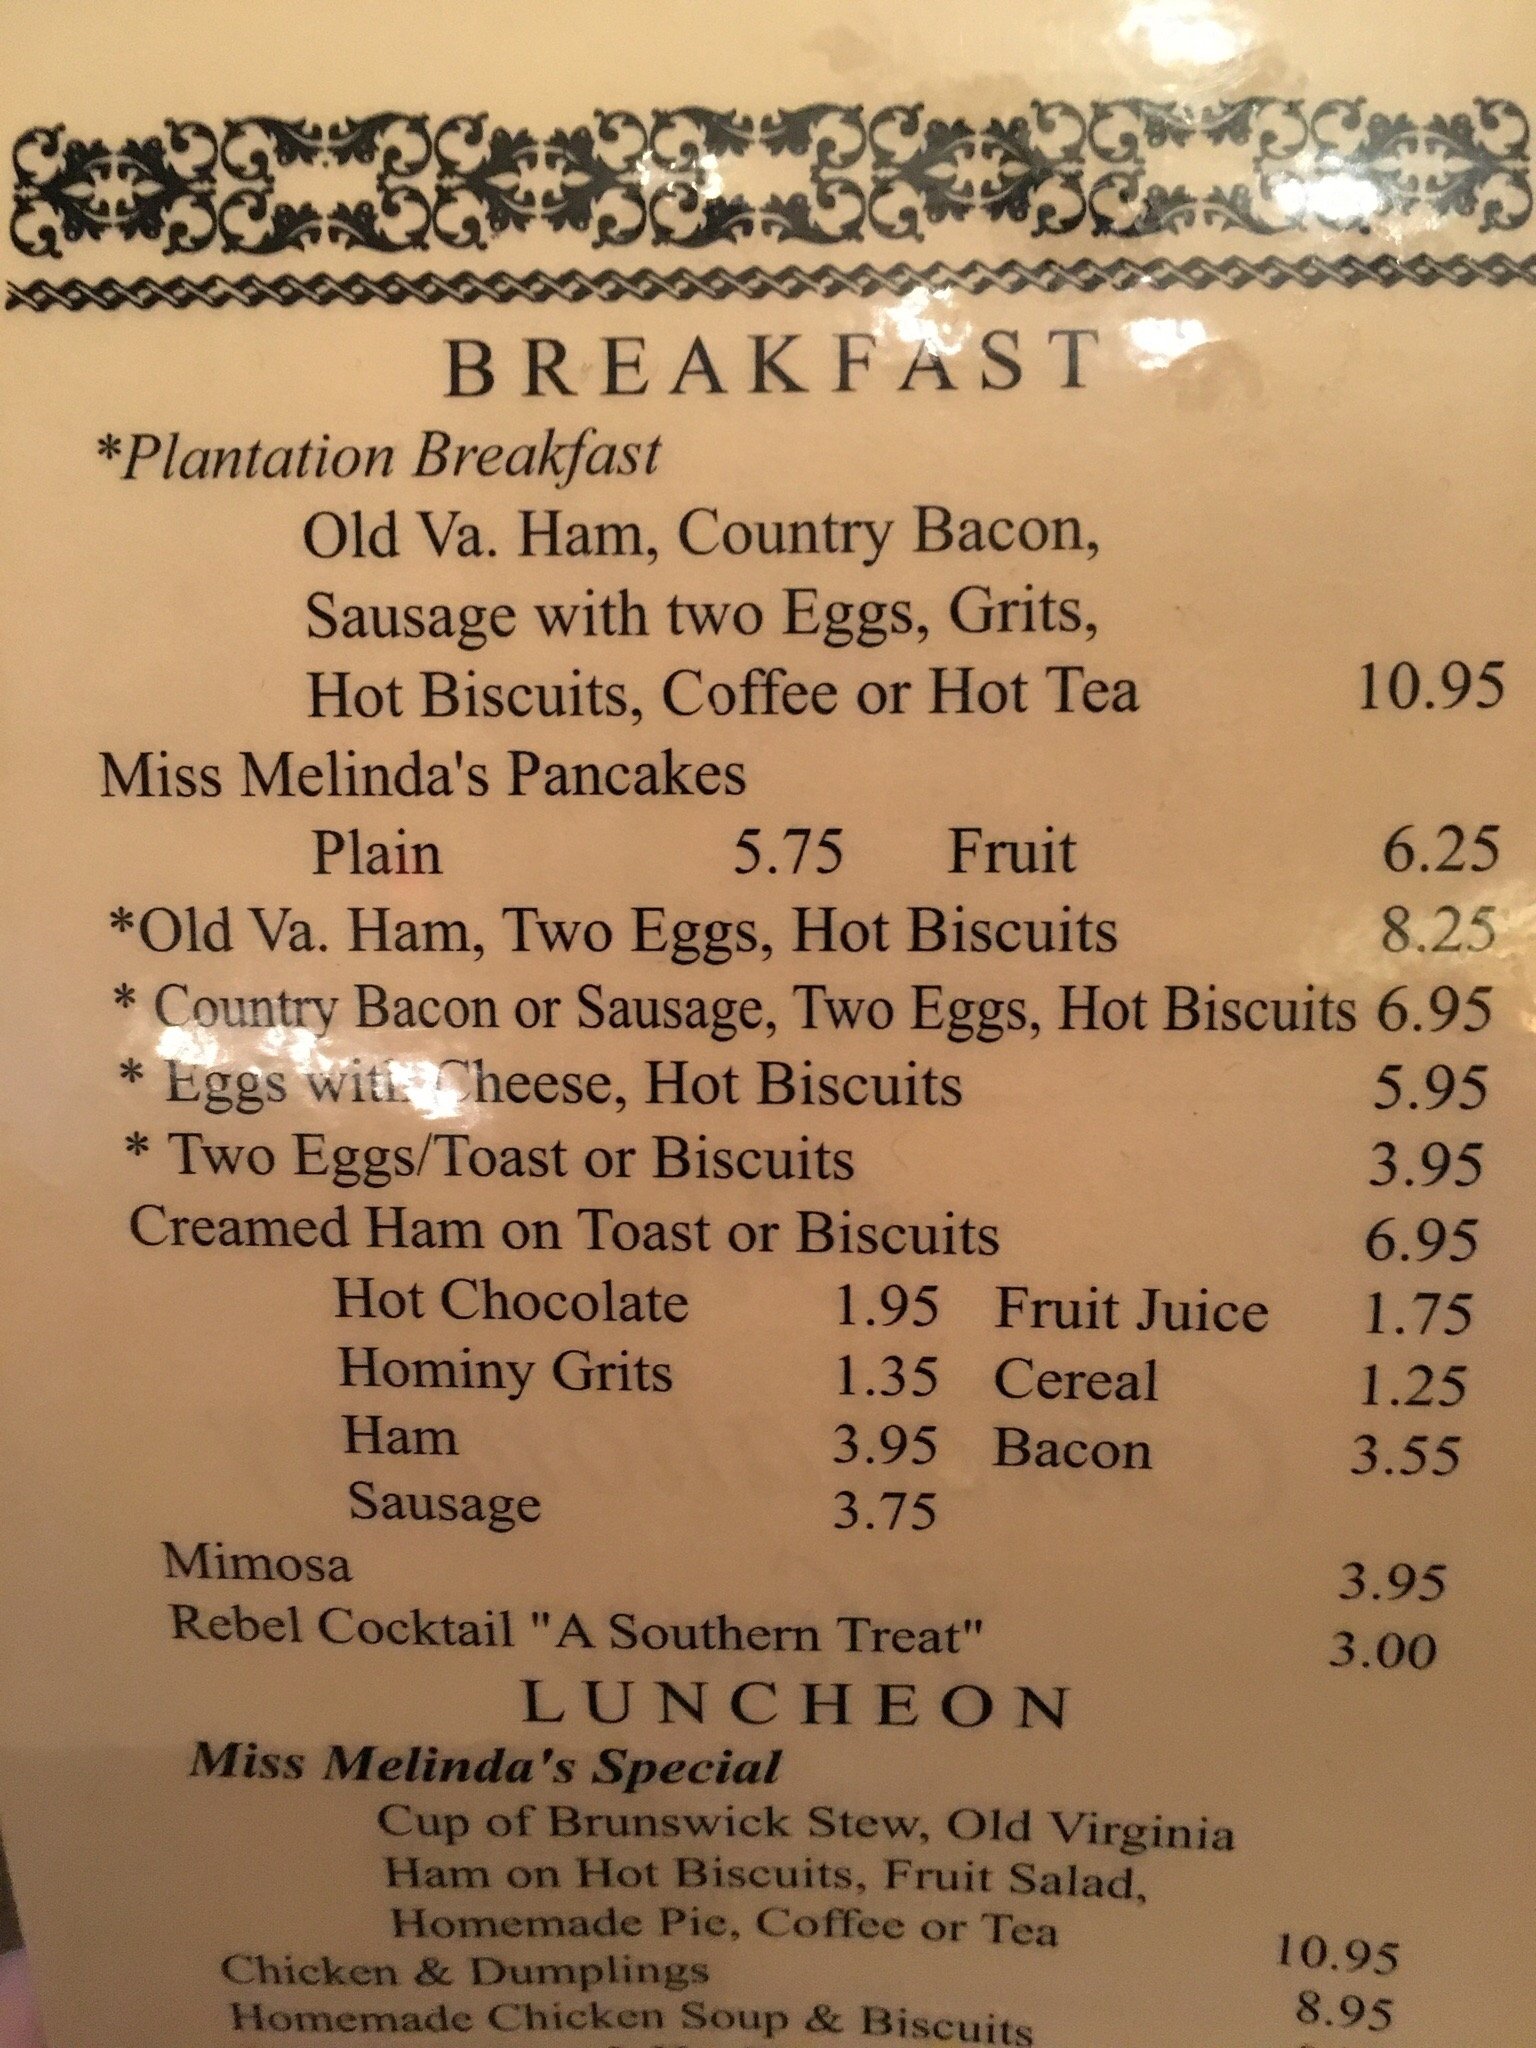 BREAKFAST
*Plantation Breakfast
Old Va. Ham, Country Bacon,
Sausage with two Eggs, Grits,
Hot Biscuits, Coffee or Hot Tea 10.95
Miss Melinda's Pancakes
Plain 5.75 Fruit 6.25
*Old Va. Ham, Two Eggs, Hot Biscuits 8.25
* Country Bacon or Sausage, Two Eggs, Hot Biscuits 6.95
* Eggs with Cheese, Hot Biscuits 5.95
* Two Eggs/Toast or Biscuits 3.95
Creamed Ham on Toast or Biscuits 6.95
Hot Chocolate 1.95 Fruit Juice 1.75
Hominy Grits 1.35 Cereal 1.25
Ham 3.95 Bacon 3.55
Sausage 3.75
Mimosa 3.95
Rebel Cocktail "A Southern Treat" 3.00
LUNCHEON
Miss Melinda's Special
Cup of Brunswick Stew, Old Virginia
Ham on Hot Biscuits, Fruit Salad,
Homemade Pie, Coffee or Tea 10.95
Chicken & Dumplings 8.95
Homemade Chicken Soup & Biscuits